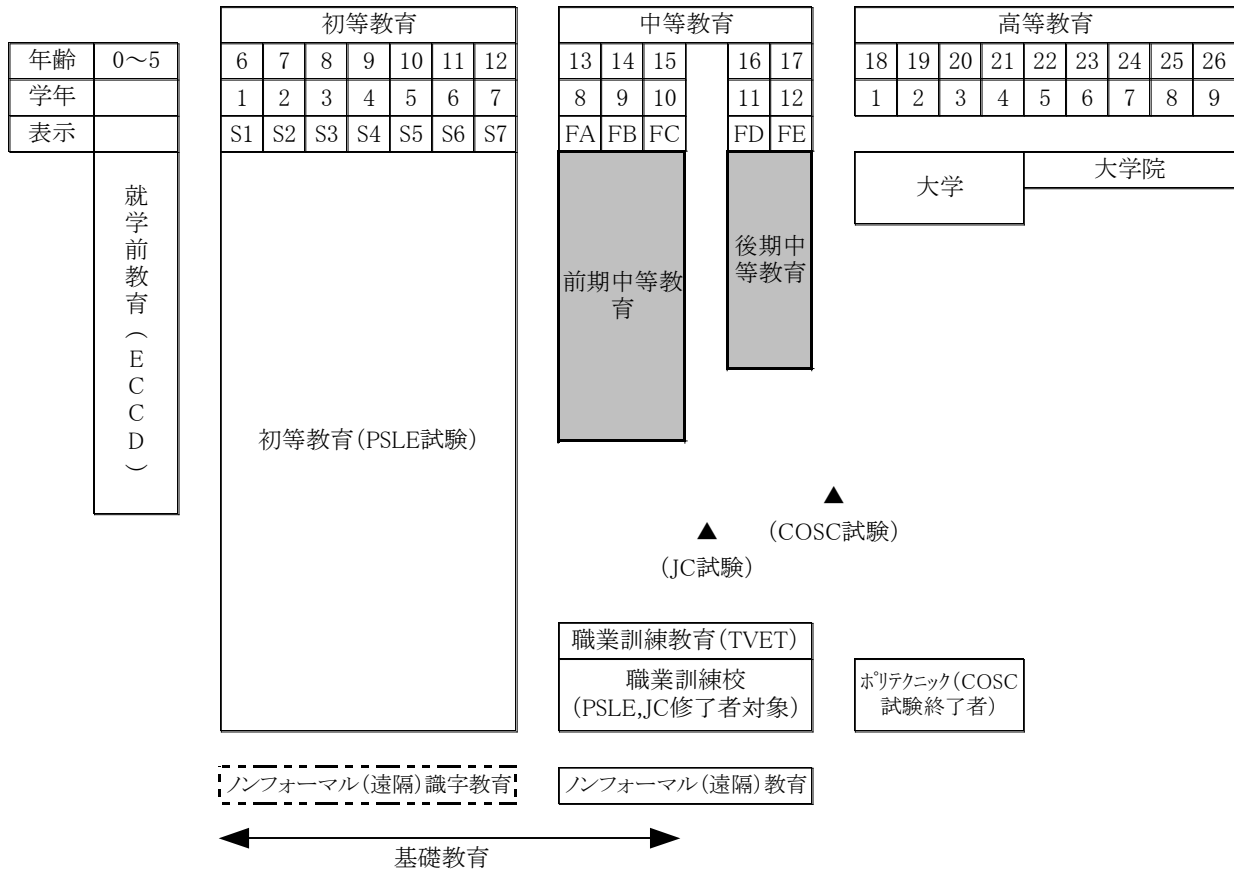 初等教育 中等教育 高等教育
年齢 0～5 6 7 8 9 10 11 12 13 14 15 16 17 18 19 20 21 22 23 24 25 26
学年 1 2 3 4 5 6 7 8 9 10 11 12 1 2 3 4 5 6 7 8 9
表示 S1 S2 S3 S4 S5 S6 S7 FA FB FC FD FE
就学前教育（ECCD）
初等教育（PSLE試験）
前期中等教
育
後期中
等教育
大学
大学院
▲
（COSC試験）
▲
（JC試験）
職業訓練教育（TVET）
職業訓練校
（PSLE,JC修了者対象）
ﾎﾟﾘﾃｸﾆｯｸ（COSC
試験終了者）
ノンフォーマル（遠隔）識字教育
ノンフォーマル（遠隔）教育
基礎教育